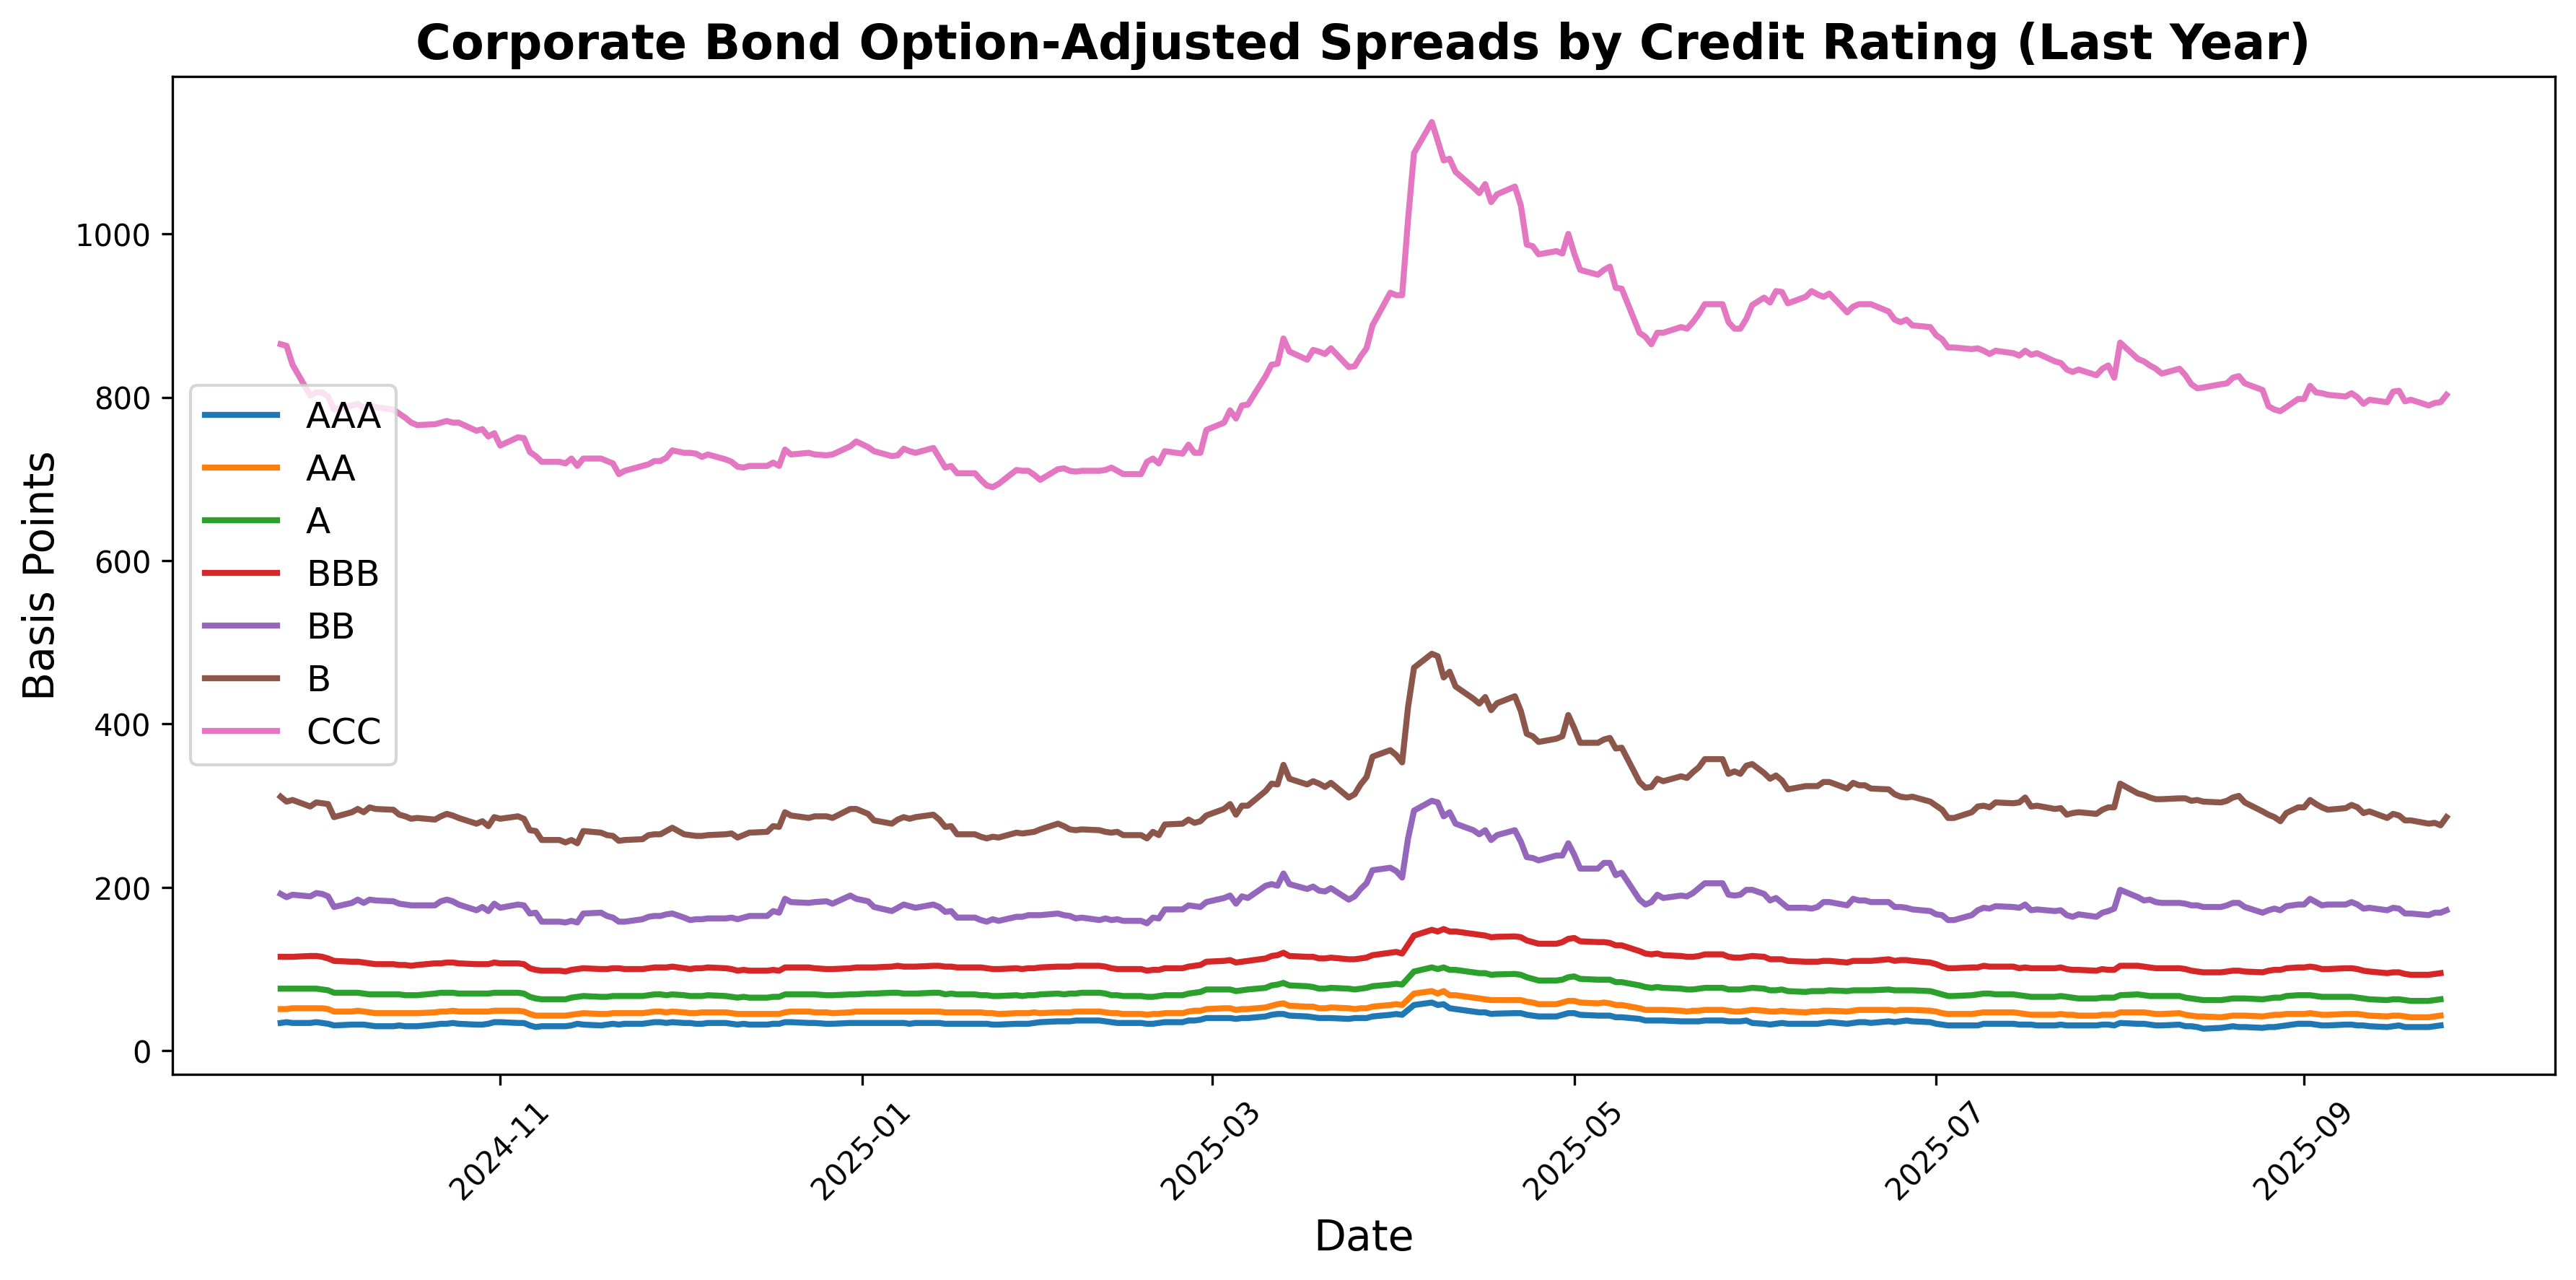 Corporate Bond Option-Adjusted Spreads by Credit Rating (Last Year)
Basis Points
1000
800
600
400
200
0
AAA
AA
A
BBB
BB
B
CCC
2024-11
2025-01
2025-03
2025-05
2025-07
2025-09
Date